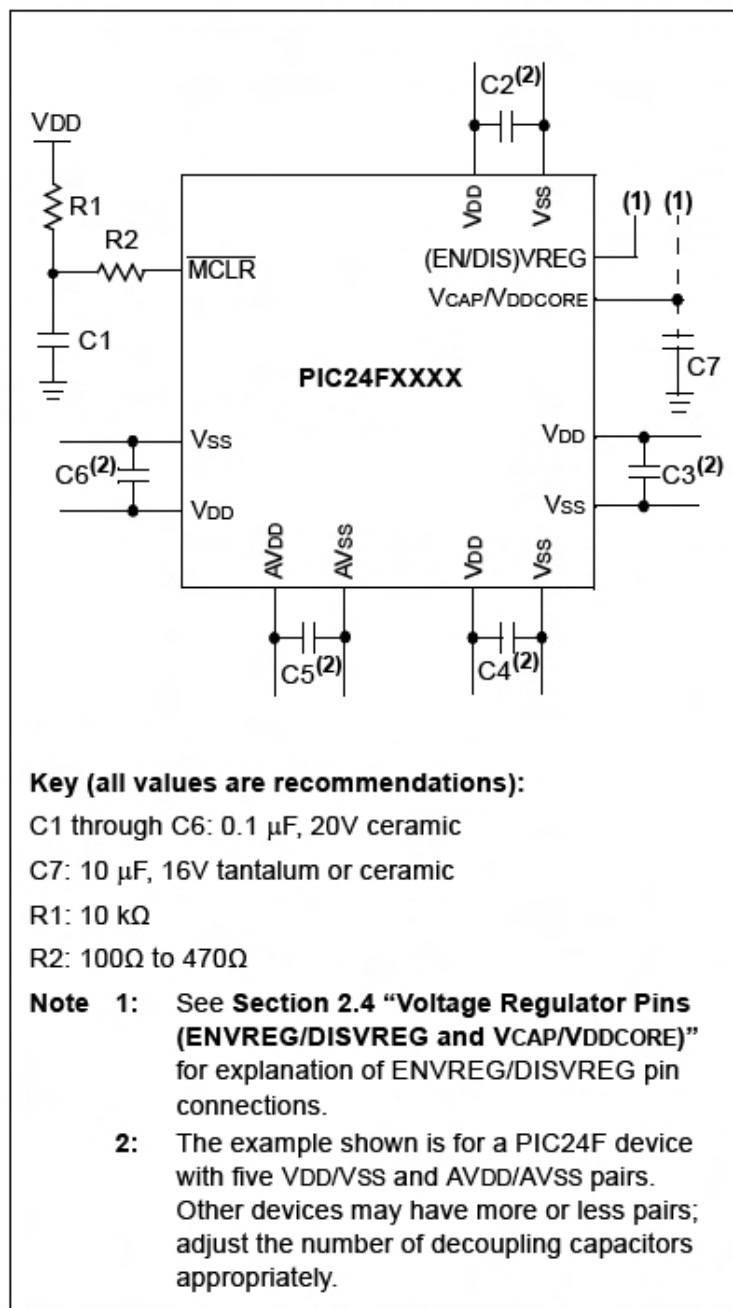 C2(2)
VDD
R1
R2
MCLR
C1
VDD
VSS
(1) (1)
(EN/DIS)VREG
VCAP/VDDCORE
C7
PIC24FXXXX
VSS
C6(2)
VDD
VDD
C3(2)
VSS
AVDD
AVSS
VDD
VSS
C5(2)
C4(2)
Key (all values are recommendations):
C1 through C6: 0.1 μF, 20V ceramic
C7: 10 μF, 16V tantalum or ceramic
R1: 10 kΩ
R2: 100Ω to 470Ω
Note 1: See Section 2.4 “Voltage Regulator Pins
(ENVREG/DISVREG and VCAP/VDDCORE)”
for explanation of ENVREG/DISVREG pin
connections.
2: The example shown is for a PIC24F device
with five VDD/VSS and AVDD/AVSS pairs.
Other devices may have more or less pairs;
adjust the number of decoupling capacitors
appropriately.